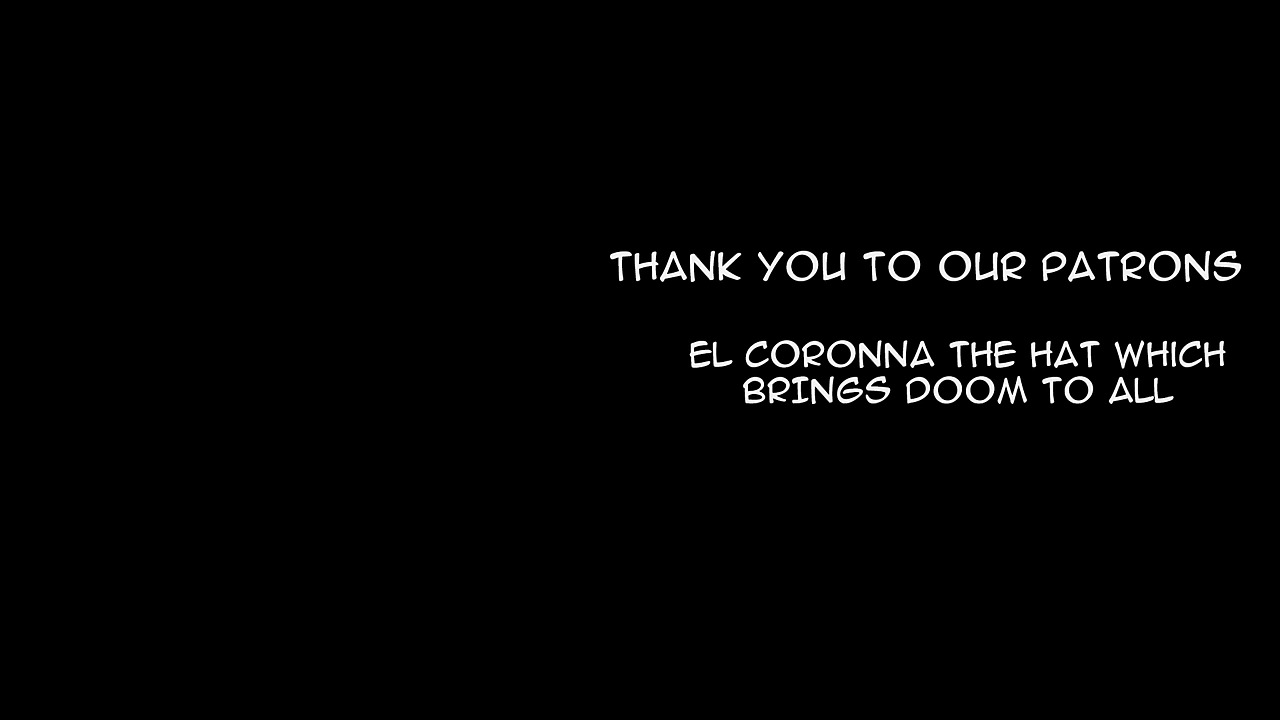 THANK YOU TO OUR PATRONS
EL CORONNA THE HAT WHICH
BRINGS DOOM TO ALL